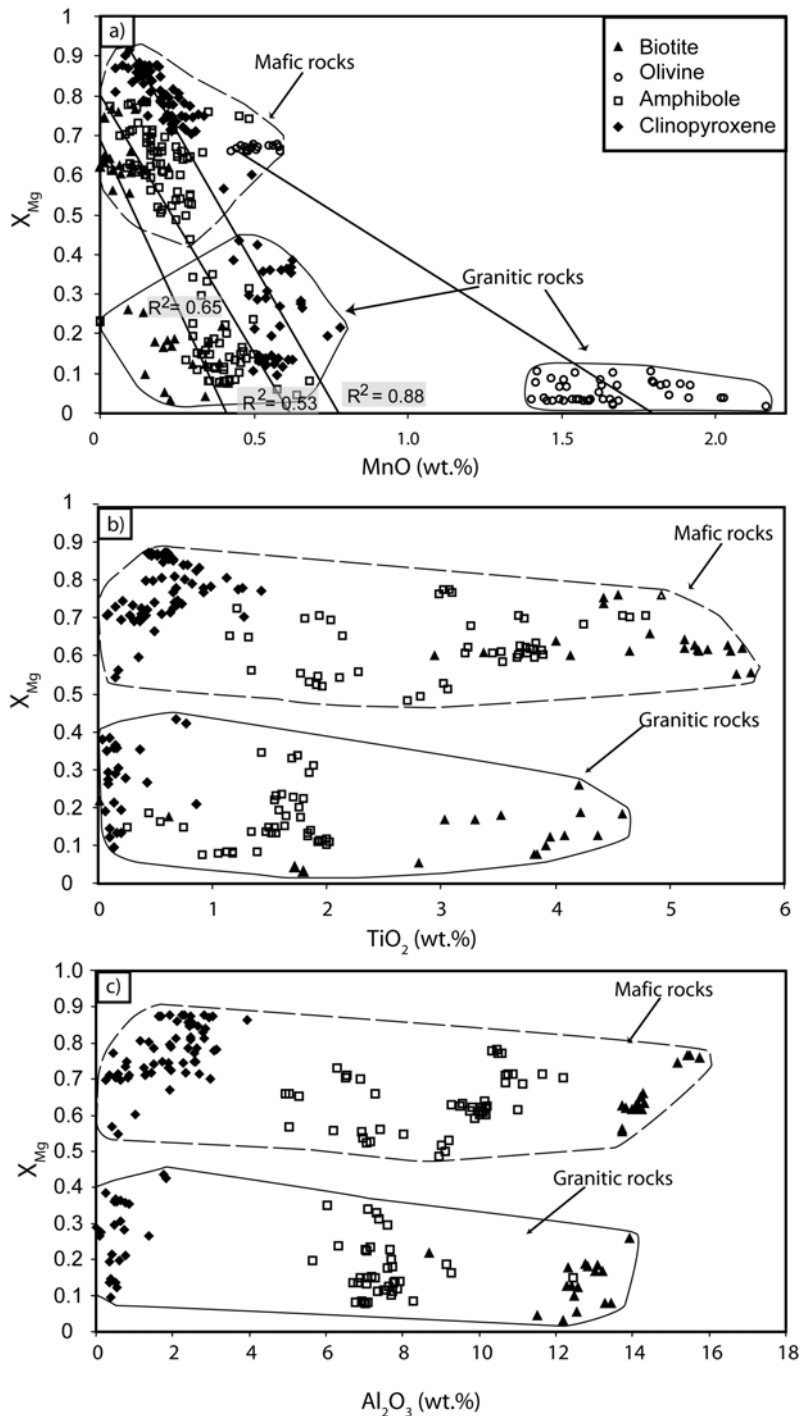 a)
Mafic rocks
Biotite
Olivine
Amphibole
Clinopyroxene
1
0.9
0.8
0.7
0.6
0.5
0.4
0.3
0.2
0.1
0
X_Mg
Granitic rocks
R² = 0.65
R² = 0.53
R² = 0.88
0 0.5 1.0 1.5 2.0
MnO (wt.%)
b)
1
0.9
0.8
0.7
0.6
0.5
0.4
0.3
0.2
0.1
0
X_Mg
Mafic rocks
Granitic rocks
0 1 2 3 4 5 6
TiO₂ (wt.%)
c)
1.0
0.9
0.8
0.7
0.6
0.5
0.4
0.3
0.2
0.1
0
X_Mg
Mafic rocks
Granitic rocks
0 2 4 6 8 10 12 14 16 18
Al₂O₃ (wt.%)